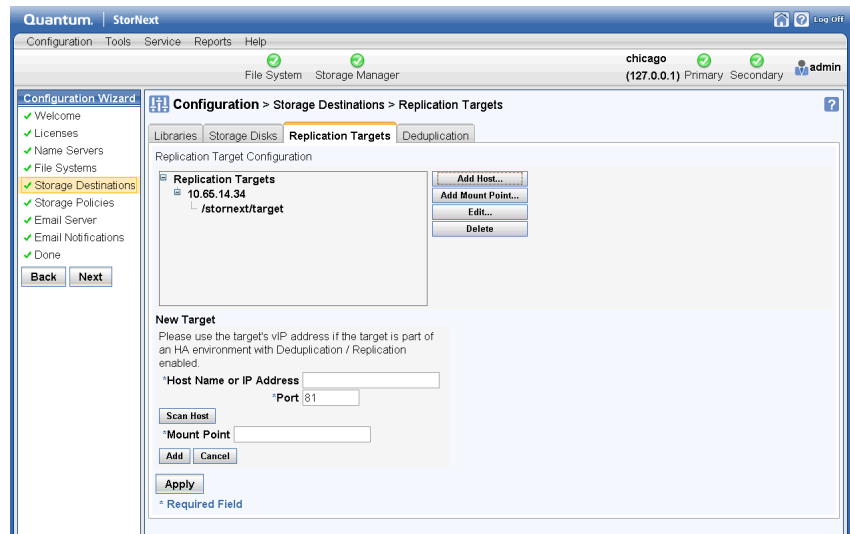 Quantum. | StorNext
Log Off
Configuration Tools Service Reports Help
File System Storage Manager
chicago
(127.0.0.1) Primary Secondary
admin
Configuration Wizard
Welcome
Licenses
Name Servers
File Systems
Storage Destinations
Storage Policies
Email Server
Email Notifications
Done
Back Next
Configuration > Storage Destinations > Replication Targets
?
Libraries Storage Disks Replication Targets Deduplication
Replication Target Configuration
Replication Targets
10.65.14.34
/stornext/target
Add Host...
Add Mount Point...
Edit...
Delete
New Target
Please use the target's vIP address if the target is part of
an HA environment with Deduplication / Replication
enabled.
*Host Name or IP Address
*Port 81
Scan Host
*Mount Point
Add Cancel
Apply
* Required Field